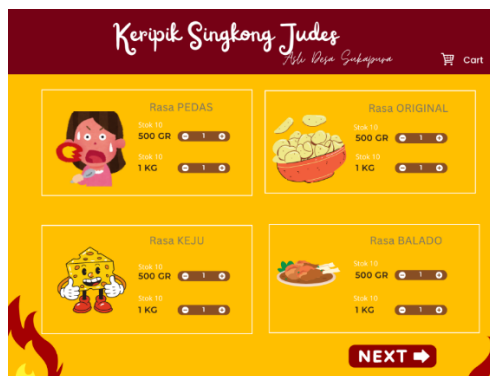 Keripik Singkong Judes
Asli Desa Sukapura
Cart
Rasa PEDAS
Stok 10
500 GR 1
Stok 10
1 KG 1
Rasa ORIGINAL
Stok 10
500 GR 1
Stok 10
1 KG 1
Rasa KEJU
Stok 10
500 GR 1
Stok 10
1 KG 1
Rasa BALADO
Stok 10
500 GR 1
Stok 10
1 KG 1
NEXT